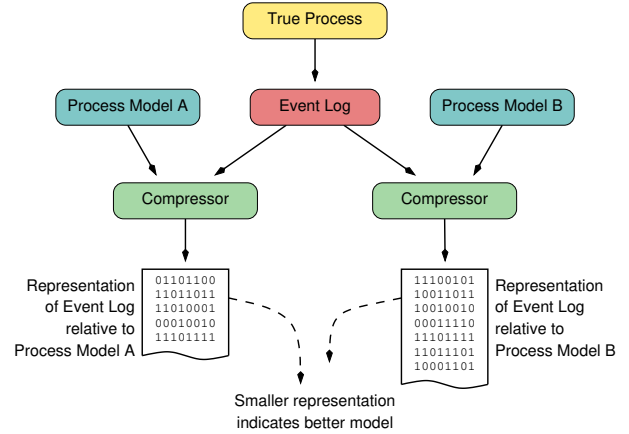 True Process
Process Model A
Event Log
Process Model B
Compressor
Compressor
Representation
of Event Log
relative to
Process Model A
01101100
11011011
11010001
00010010
11101111
11100101
10011011
10010010
00011110
11101111
11011101
10001101
Representation
of Event Log
relative to
Process Model B
Smaller representation
indicates better model